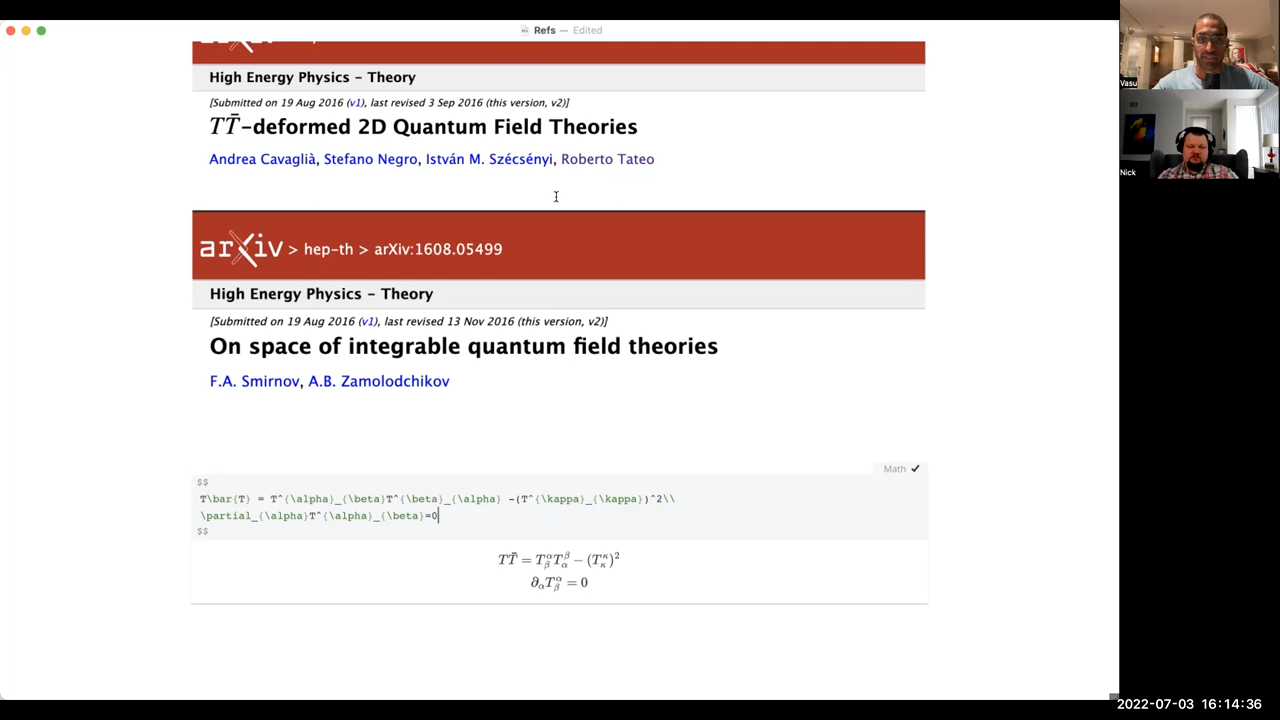 Refs — Edited
High Energy Physics – Theory
[Submitted on 19 Aug 2016 (v1), last revised 3 Sep 2016 (this version, v2)]
TT̄-deformed 2D Quantum Field Theories
Andrea Cavaglià, Stefano Negro, István M. Szécsényi, Roberto Tateo
arXiv > hep-th > arXiv:1608.05499
High Energy Physics – Theory
[Submitted on 19 Aug 2016 (v1), last revised 13 Nov 2016 (this version, v2)]
On space of integrable quantum field theories
F.A. Smirnov, A.B. Zamolodchikov
Math ✓
$$
T\bar{T} = T^{\alpha}_{\beta}T^{\beta}_{\alpha} -(T^{\kappa}_{\kappa})^2\\
\partial_{\alpha}T^{\alpha}_{\beta}=0
$$
TT̄ = T^α_β T^β_α − (T^κ_κ)²
∂_α T^α_β = 0
Vasu
Nick
2022-07-03 16:14:36